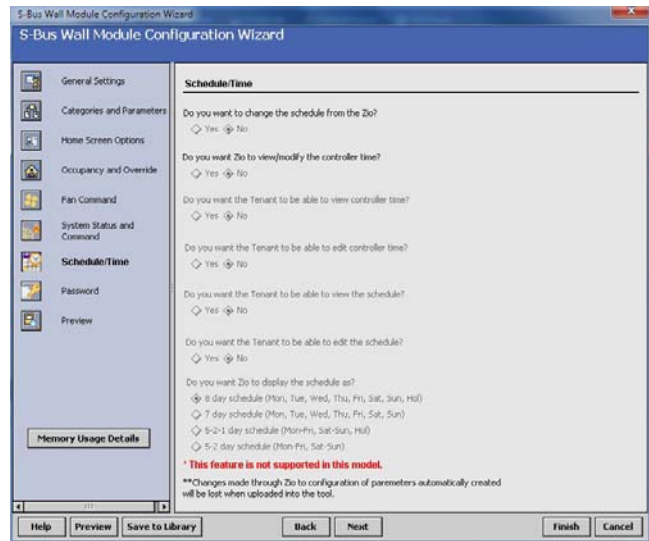 S-Bus Wall Module Configuration Wizard
S-Bus Wall Module Configuration Wizard
General Settings
Categories and Parameters
Home Screen Options
Occupancy and Override
Fan Command
System Status and
Command
Schedule/Time
Password
Preview
Memory Usage Details
Schedule/Time
Do you want to change the schedule from the Zio?
Yes No
Do you want Zio to view/modify the controller time?
Yes No
Do you want the Tenant to be able to view controller time?
Yes No
Do you want the Tenant to be able to edit controller time?
Yes No
Do you want the Tenant to be able to view the schedule?
Yes No
Do you want the Tenant to be able to edit the schedule?
Yes No
Do you want Zio to display the schedule as?
8 day schedule (Mon, Tue, Wed, Thu, Fri, Sat, Sun, Hol)
7 day schedule (Mon, Tue, Wed, Thu, Fri, Sat, Sun)
5-2-1 day schedule (Mon-Fri, Sat-Sun, Hol)
5-2 day schedule (Mon-Fri, Sat-Sun)
* This feature is not supported in this model.
**Changes made through Zio to configuration of paremeters automatically created
will be lost when uploaded into the tool.
Help Preview Save to Library Back Next Finish Cancel